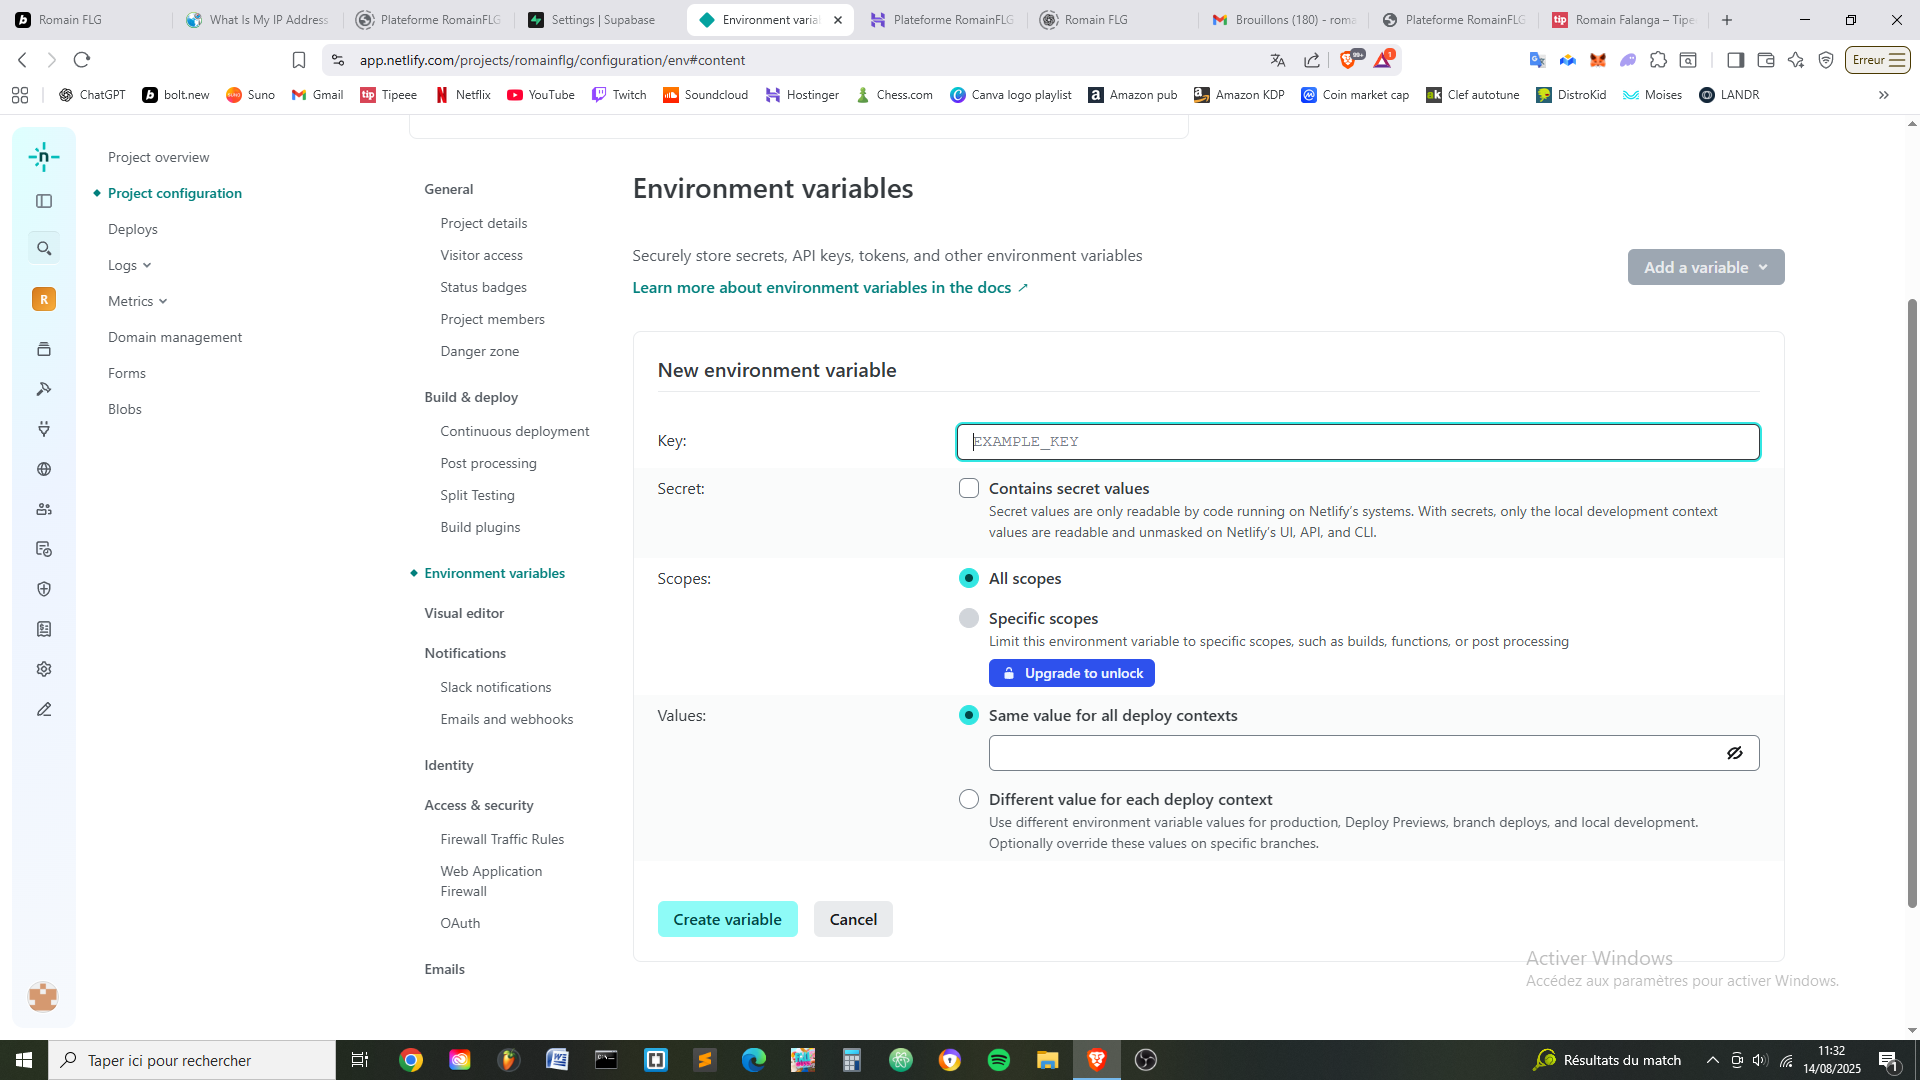 Romain FLG
What Is My IP Address
Plateforme RomainFLG
Settings | Supabase
Environment varial
Plateforme RomainFLG
Romain FLG
Brouillons (180) - roma
Plateforme RomainFLG
Romain Falanga – Tipe
app.netlify.com/projects/romainflg/configuration/env#content
99+
1
Erreur
ChatGPT
bolt.new
Suno
Gmail
Tipeee
Netflix
YouTube
Twitch
Soundcloud
Hostinger
Chess.com
Canva logo playlist
Amazon pub
Amazon KDP
Coin market cap
Clef autotune
DistroKid
Moises
LANDR
R
Project overview
Project configuration
Deploys
Logs
Metrics
Domain management
Forms
Blobs
General
Project details
Visitor access
Status badges
Project members
Danger zone
Build & deploy
Continuous deployment
Post processing
Split Testing
Build plugins
Environment variables
Visual editor
Notifications
Slack notifications
Emails and webhooks
Identity
Access & security
Firewall Traffic Rules
Web Application
Firewall
OAuth
Emails
Environment variables
Securely store secrets, API keys, tokens, and other environment variables
Learn more about environment variables in the docs ↗
Add a variable
New environment variable
Key:
EXAMPLE_KEY
Secret:
Contains secret values
Secret values are only readable by code running on Netlify’s systems. With secrets, only the local development context
values are readable and unmasked on Netlify’s UI, API, and CLI.
Scopes:
All scopes
Specific scopes
Limit this environment variable to specific scopes, such as builds, functions, or post processing
Upgrade to unlock
Values:
Same value for all deploy contexts
Different value for each deploy context
Use different environment variable values for production, Deploy Previews, branch deploys, and local development.
Optionally override these values on specific branches.
Create variable
Cancel
Activer Windows
Accédez aux paramètres pour activer Windows.
Taper ici pour rechercher
Résultats du match
11:32
14/08/2025
1